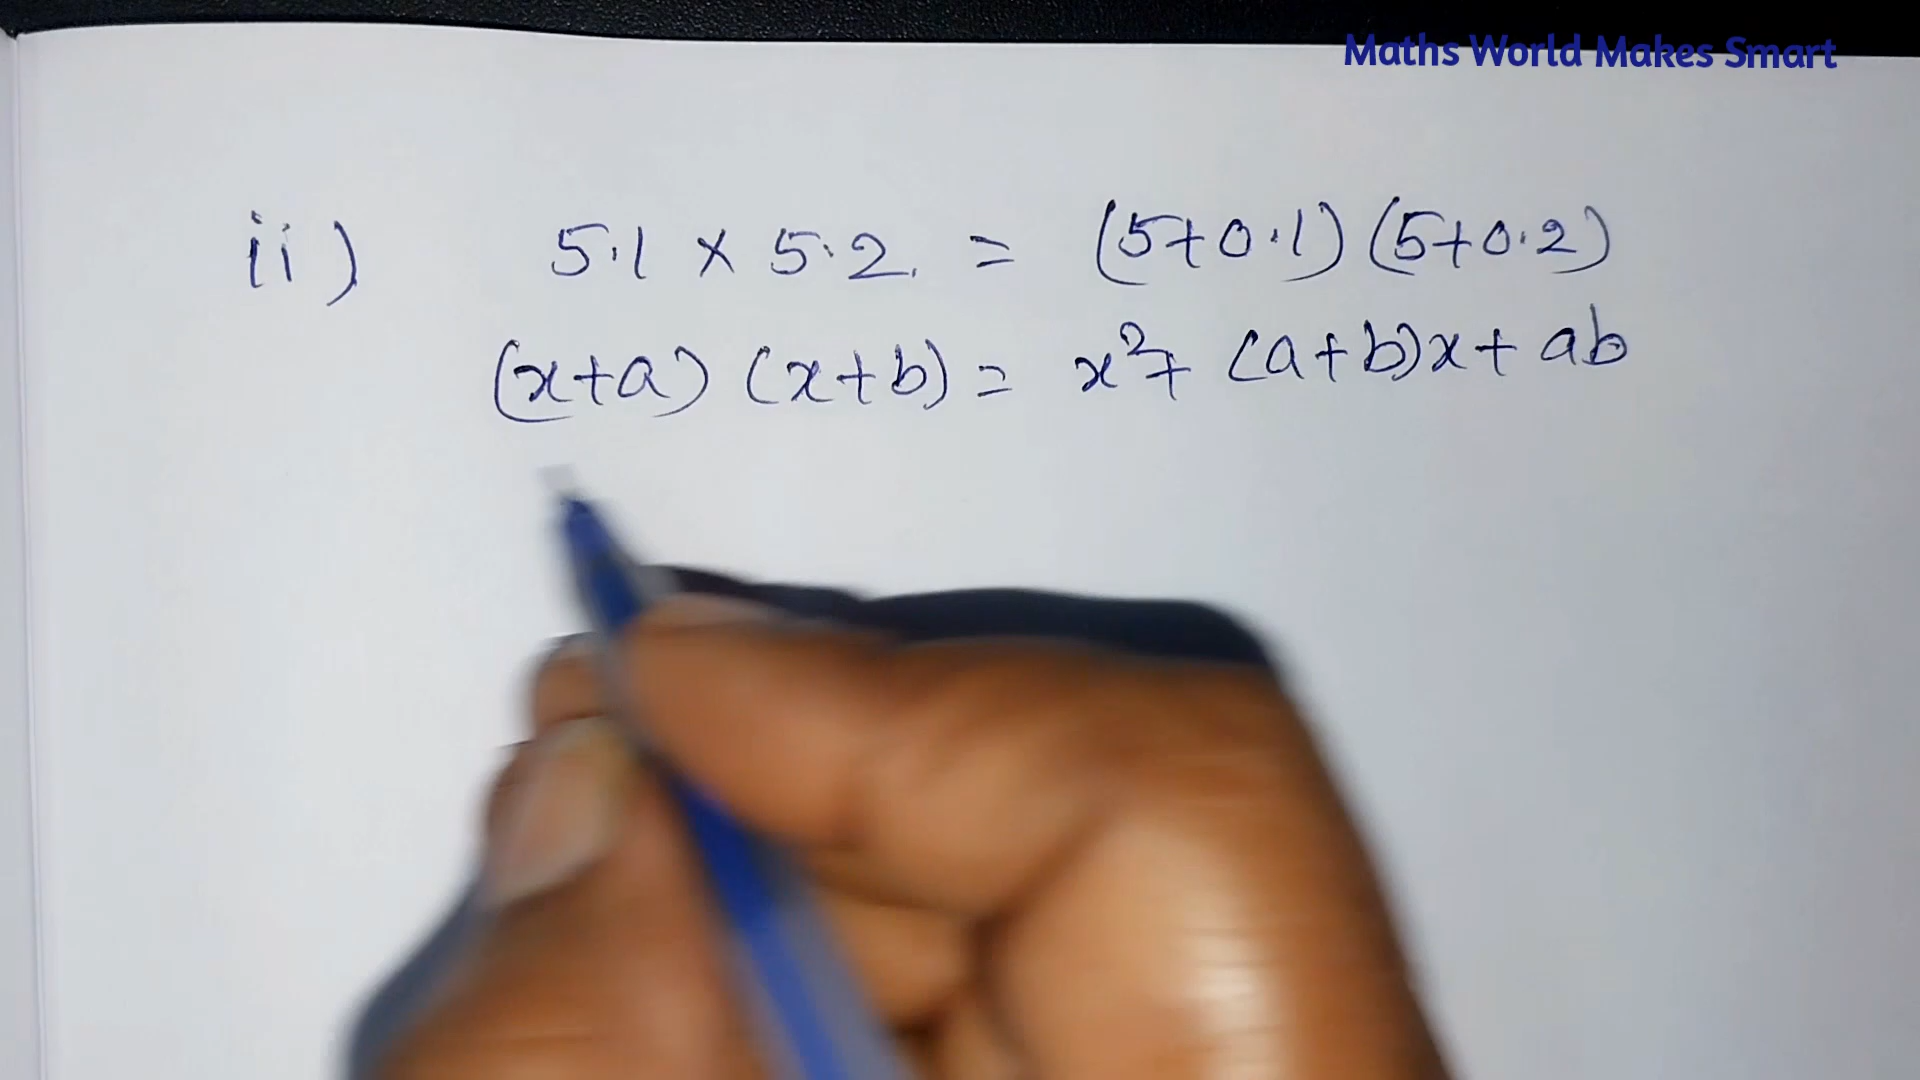 Maths World Makes Smart
ii) 5.1 × 5.2 = (5+0.1) (5+0.2)
(x+a) (x+b) = x²+ (a+b)x + ab